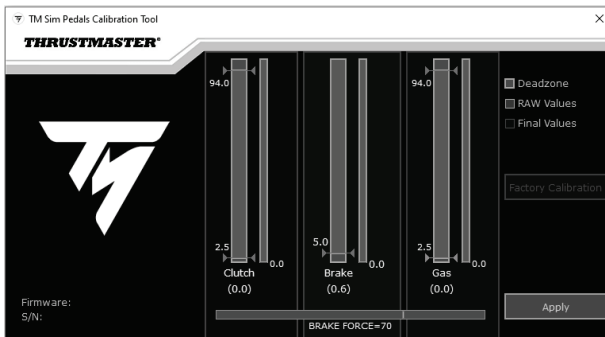 TM Sim Pedals Calibration Tool
THRUSTMASTER®
94.0
94.0
Deadzone
RAW Values
Final Values
Factory Calibration
2.5
5.0
2.5
0.0
0.0
0.0
Clutch
Brake
Gas
(0.0)
(0.6)
(0.0)
Firmware:
S/N:
Apply
BRAKE FORCE=70